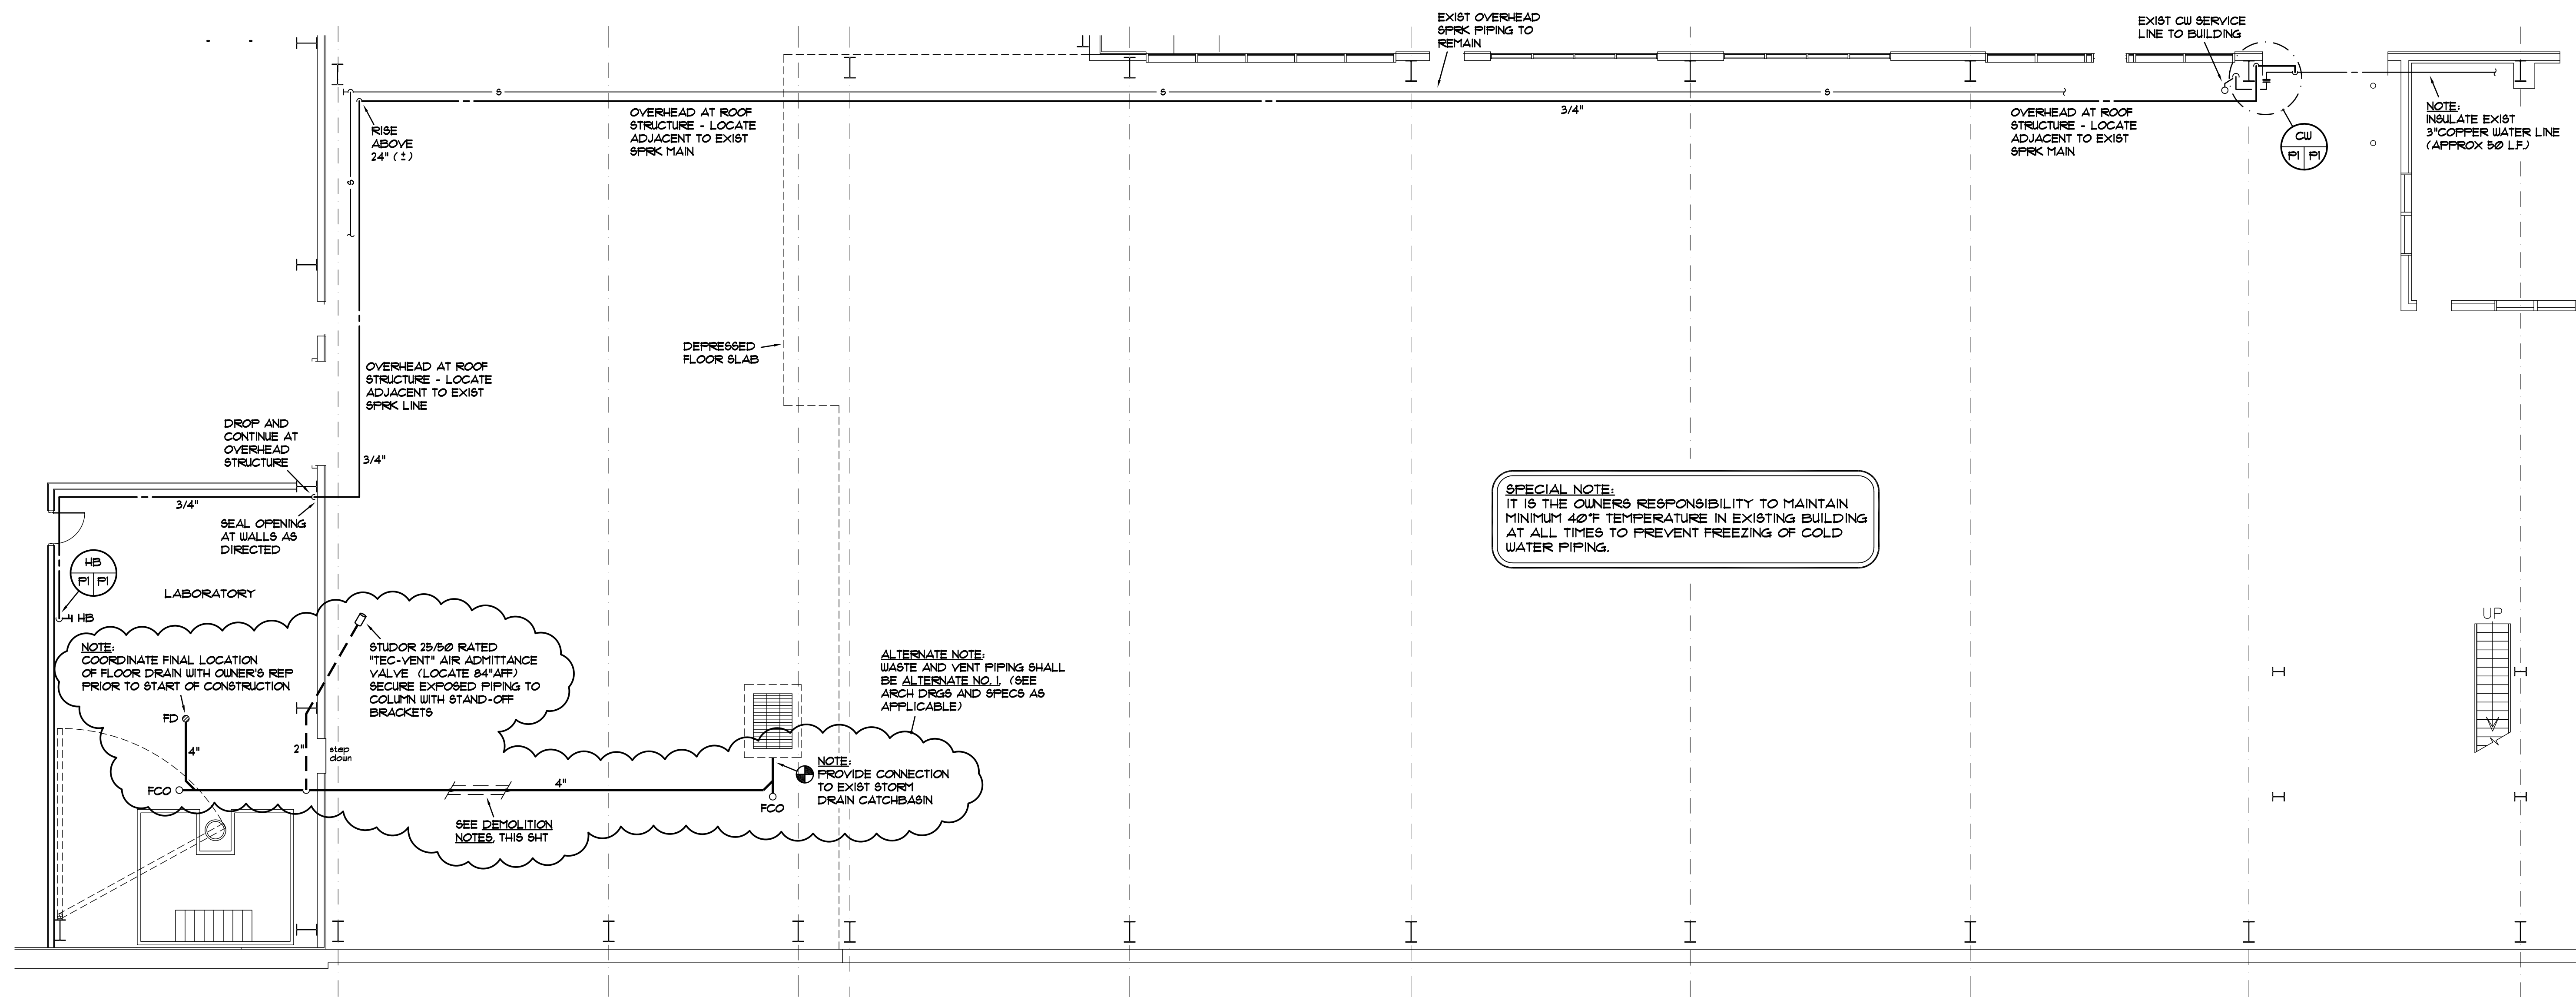 EXIST OVERHEAD
SPRK PIPING TO
REMAIN
EXIST CW SERVICE
LINE TO BUILDING
S
S
S
3/4"
RISE
ABOVE
24" (±)
OVERHEAD AT ROOF
STRUCTURE - LOCATE
ADJACENT TO EXIST
SPRK MAIN
OVERHEAD AT ROOF
STRUCTURE - LOCATE
ADJACENT TO EXIST
SPRK MAIN
CW
P1 P1
NOTE:
INSULATE EXIST
3"COPPER WATER LINE
(APPROX 50 L.F.)
S
DEPRESSED
FLOOR SLAB
OVERHEAD AT ROOF
STRUCTURE - LOCATE
ADJACENT TO EXIST
SPRK LINE
DROP AND
CONTINUE AT
OVERHEAD
STRUCTURE
3/4"
3/4"
SEAL OPENING
AT WALLS AS
DIRECTED
SPECIAL NOTE:
IT IS THE OWNERS RESPONSIBILITY TO MAINTAIN
MINIMUM 40°F TEMPERATURE IN EXISTING BUILDING
AT ALL TIMES TO PREVENT FREEZING OF COLD
WATER PIPING.
HB
P1 P1
LABORATORY
HB
UP
NOTE:
COORDINATE FINAL LOCATION
OF FLOOR DRAIN WITH OWNER'S REP
PRIOR TO START OF CONSTRUCTION
STUDOR 25/50 RATED
"TEC-VENT" AIR ADMITTANCE
VALVE (LOCATE 84"AFF)
SECURE EXPOSED PIPING TO
COLUMN WITH STAND-OFF
BRACKETS
ALTERNATE NOTE:
WASTE AND VENT PIPING SHALL
BE ALTERNATE NO. 1. (SEE
ARCH DRGS AND SPECS AS
APPLICABLE)
FD
4"
2"
step
down
NOTE:
PROVIDE CONNECTION
TO EXIST STORM
DRAIN CATCHBASIN
FCO
4"
FCO
SEE DEMOLITION
NOTES, THIS SHT